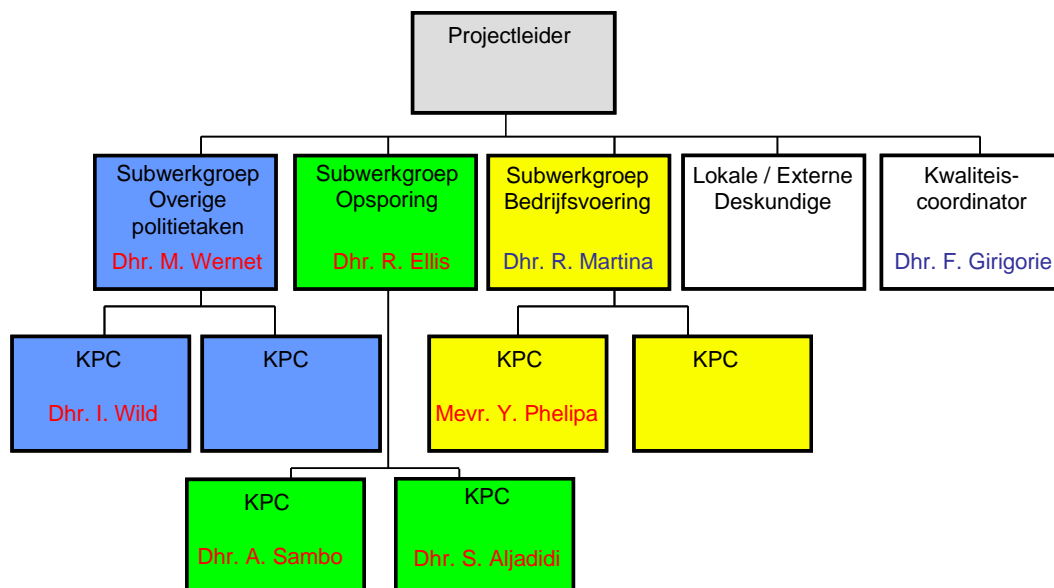 Projectleider
Subwerkgroep
Overige
politietaken
Dhr. M. Wernet
Subwerkgroep
Opsporing
Dhr. R. Ellis
Subwerkgroep
Bedrijfsvoering
Dhr. R. Martina
Lokale / Externe
Deskundige
Kwaliteis-
coordinator
Dhr. F. Girigorie
KPC
Dhr. I. Wild
KPC
KPC
Mevr. Y. Phelipa
KPC
KPC
Dhr. A. Sambo
KPC
Dhr. S. Aljadidi